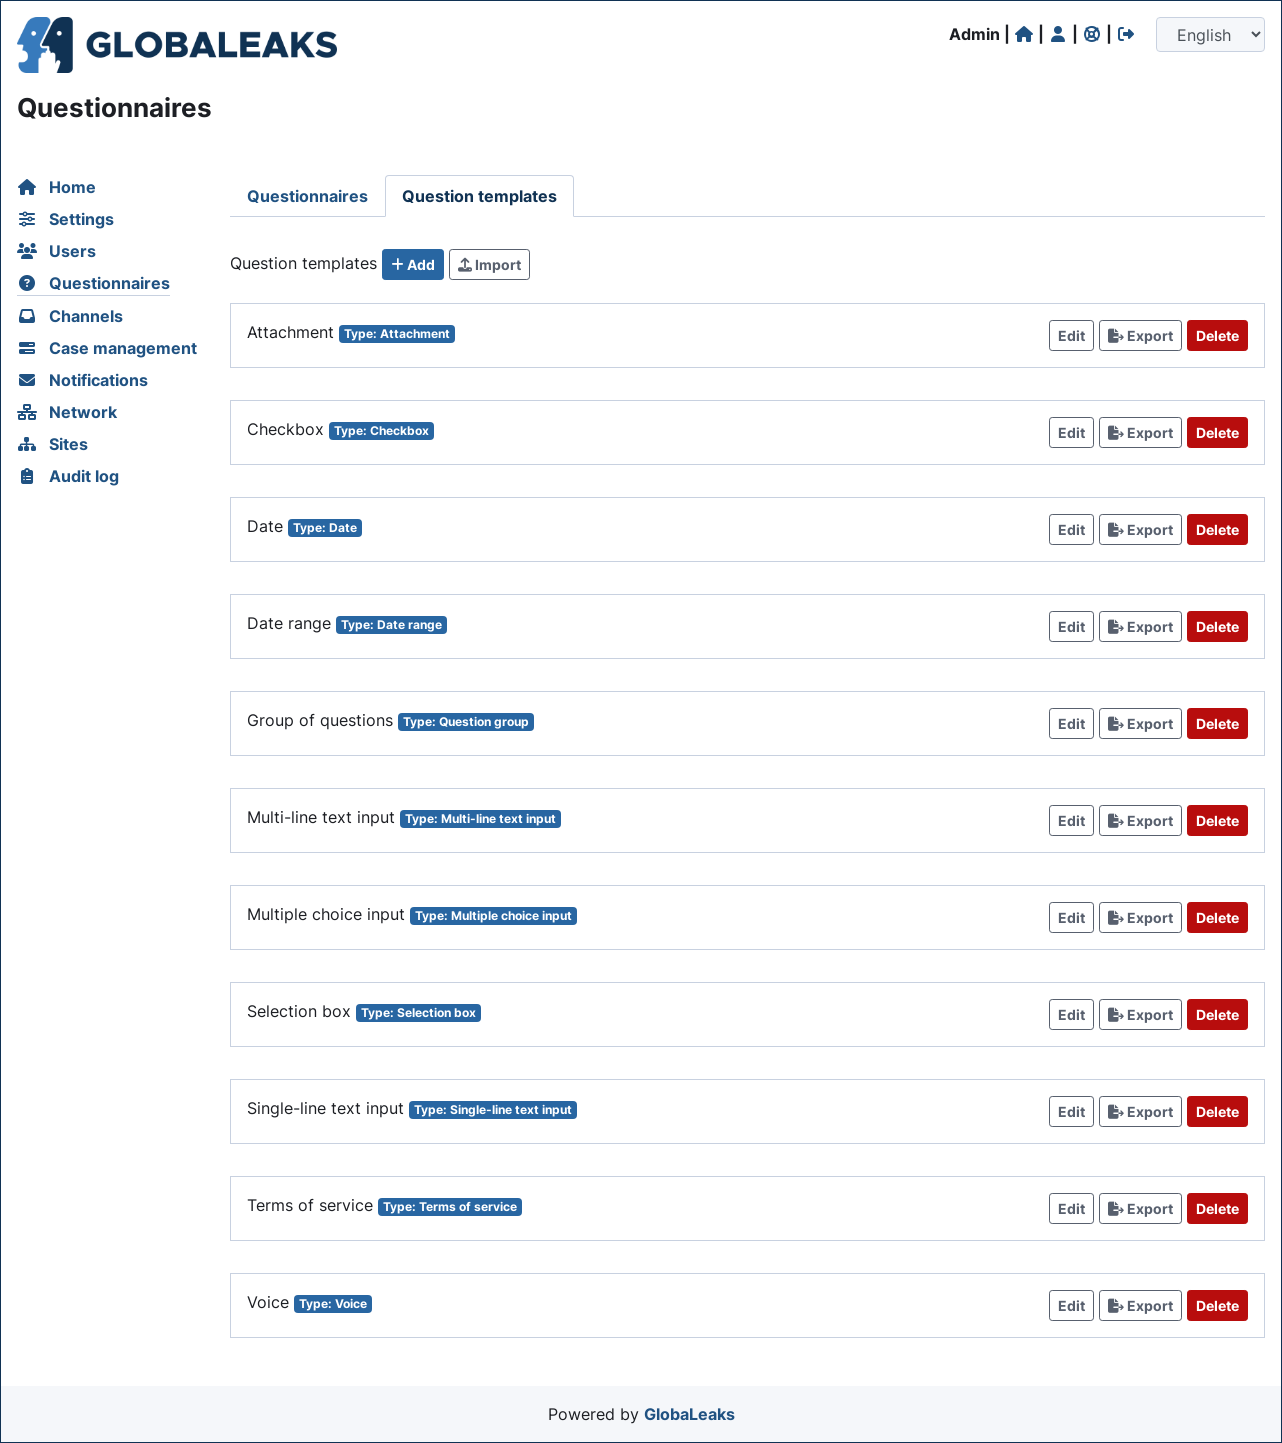 GLOBALEAKS
Admin | | | |
English
Questionnaires
Home
Settings
Users
Questionnaires
Channels
Case management
Notifications
Network
Sites
Audit log
Questionnaires Question templates
Question templates Add Import
Attachment Type: Attachment Edit Export Delete
Checkbox Type: Checkbox Edit Export Delete
Date Type: Date Edit Export Delete
Date range Type: Date range Edit Export Delete
Group of questions Type: Question group Edit Export Delete
Multi-line text input Type: Multi-line text input Edit Export Delete
Multiple choice input Type: Multiple choice input Edit Export Delete
Selection box Type: Selection box Edit Export Delete
Single-line text input Type: Single-line text input Edit Export Delete
Terms of service Type: Terms of service Edit Export Delete
Voice Type: Voice Edit Export Delete
Powered by GlobaLeaks